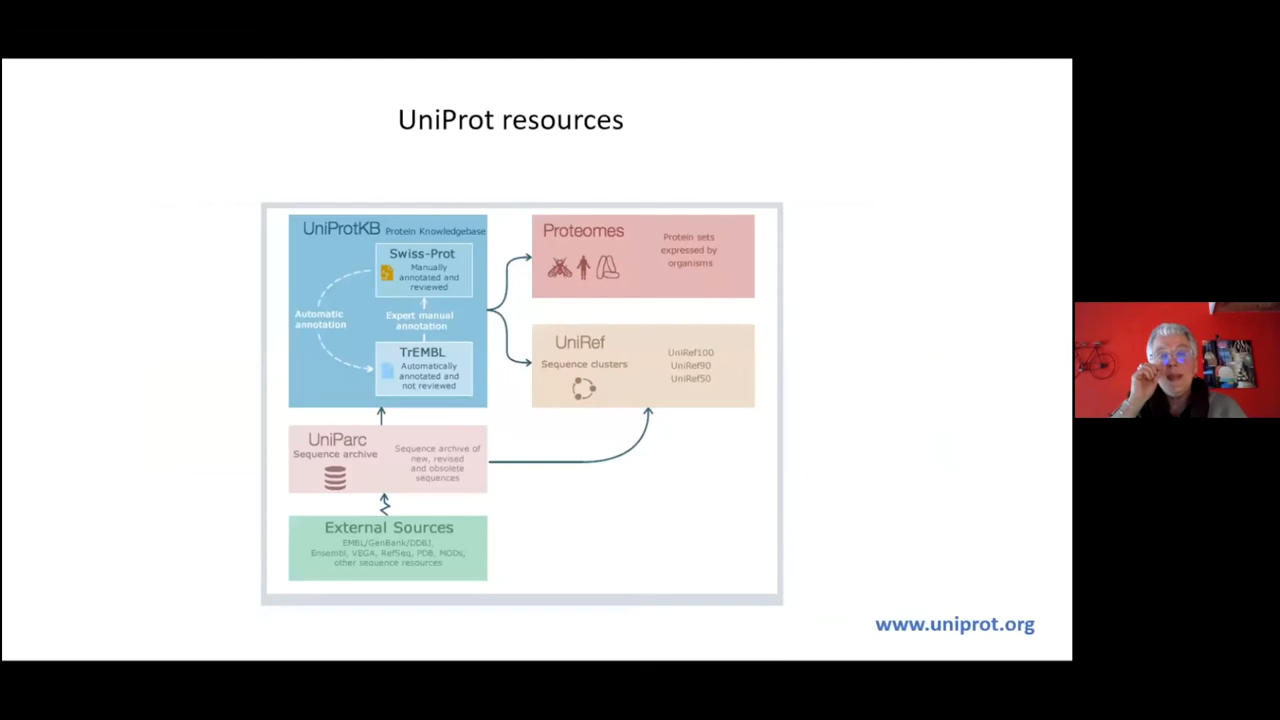 UniProt resources
UniProtKB Protein Knowledgebase
Swiss-Prot
Manually
annotated and
reviewed
Automatic
annotation
Expert manual
annotation
TrEMBL
Automatically
annotated and
not reviewed
Proteomes
Protein sets
expressed by
organisms
UniRef
Sequence clusters
UniRef100
UniRef90
UniRef50
UniParc
Sequence archive
Sequence archive of
new, revised
and obsolete
sequences
External Sources
EMBL/GenBank/DDBJ,
Ensembl, VEGA, RefSeq, PDB, MODs,
other sequence resources
www.uniprot.org